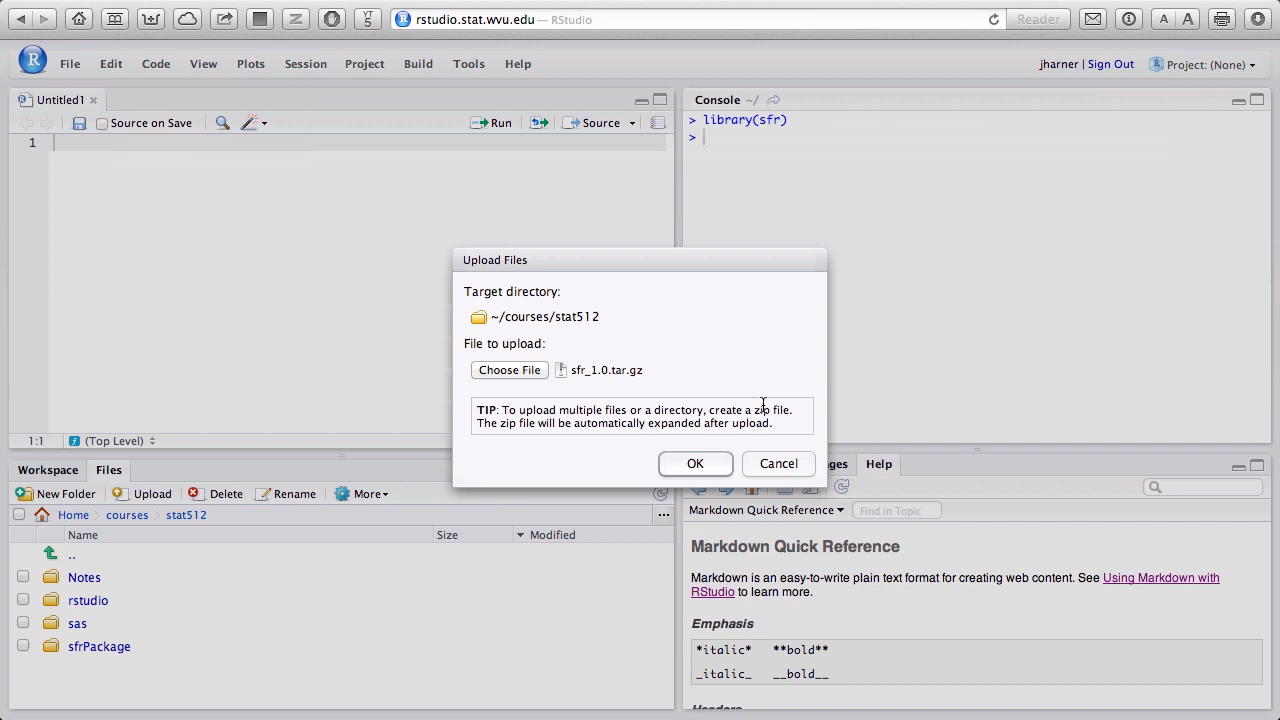 YT
5
rstudio.stat.wvu.edu — RStudio
Reader
A A
R
File Edit Code View Plots Session Project Build Tools Help
jharner | Sign Out
Project: (None)
Untitled1
Source on Save
Run
Source
1
1:1 (Top Level)
Console ~/
> library(sfr)
>
Upload Files
Target directory:
~/courses/stat512
File to upload:
Choose File sfr_1.0.tar.gz
TIP: To upload multiple files or a directory, create a zip file.
The zip file will be automatically expanded after upload.
OK Cancel
Workspace Files
New Folder Upload Delete Rename More
Home courses stat512 ...
Name Size Modified
..
Notes
rstudio
sas
sfrPackage
ges Help
Markdown Quick Reference Find in Topic
Markdown Quick Reference
Markdown is an easy-to-write plain text format for creating web content. See Using Markdown with
RStudio to learn more.
Emphasis
*italic* **bold**
_italic_ __bold__
Headers